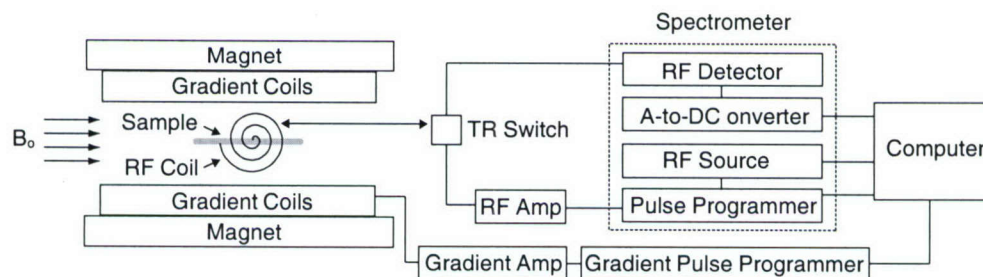 Spectrometer
Magnet
Gradient Coils
Sample
RF Coil
B₀
Gradient Coils
Magnet
TR Switch
RF Amp
RF Detector
A-to-DC onverter
RF Source
Pulse Programmer
Computer
Gradient Amp
Gradient Pulse Programmer